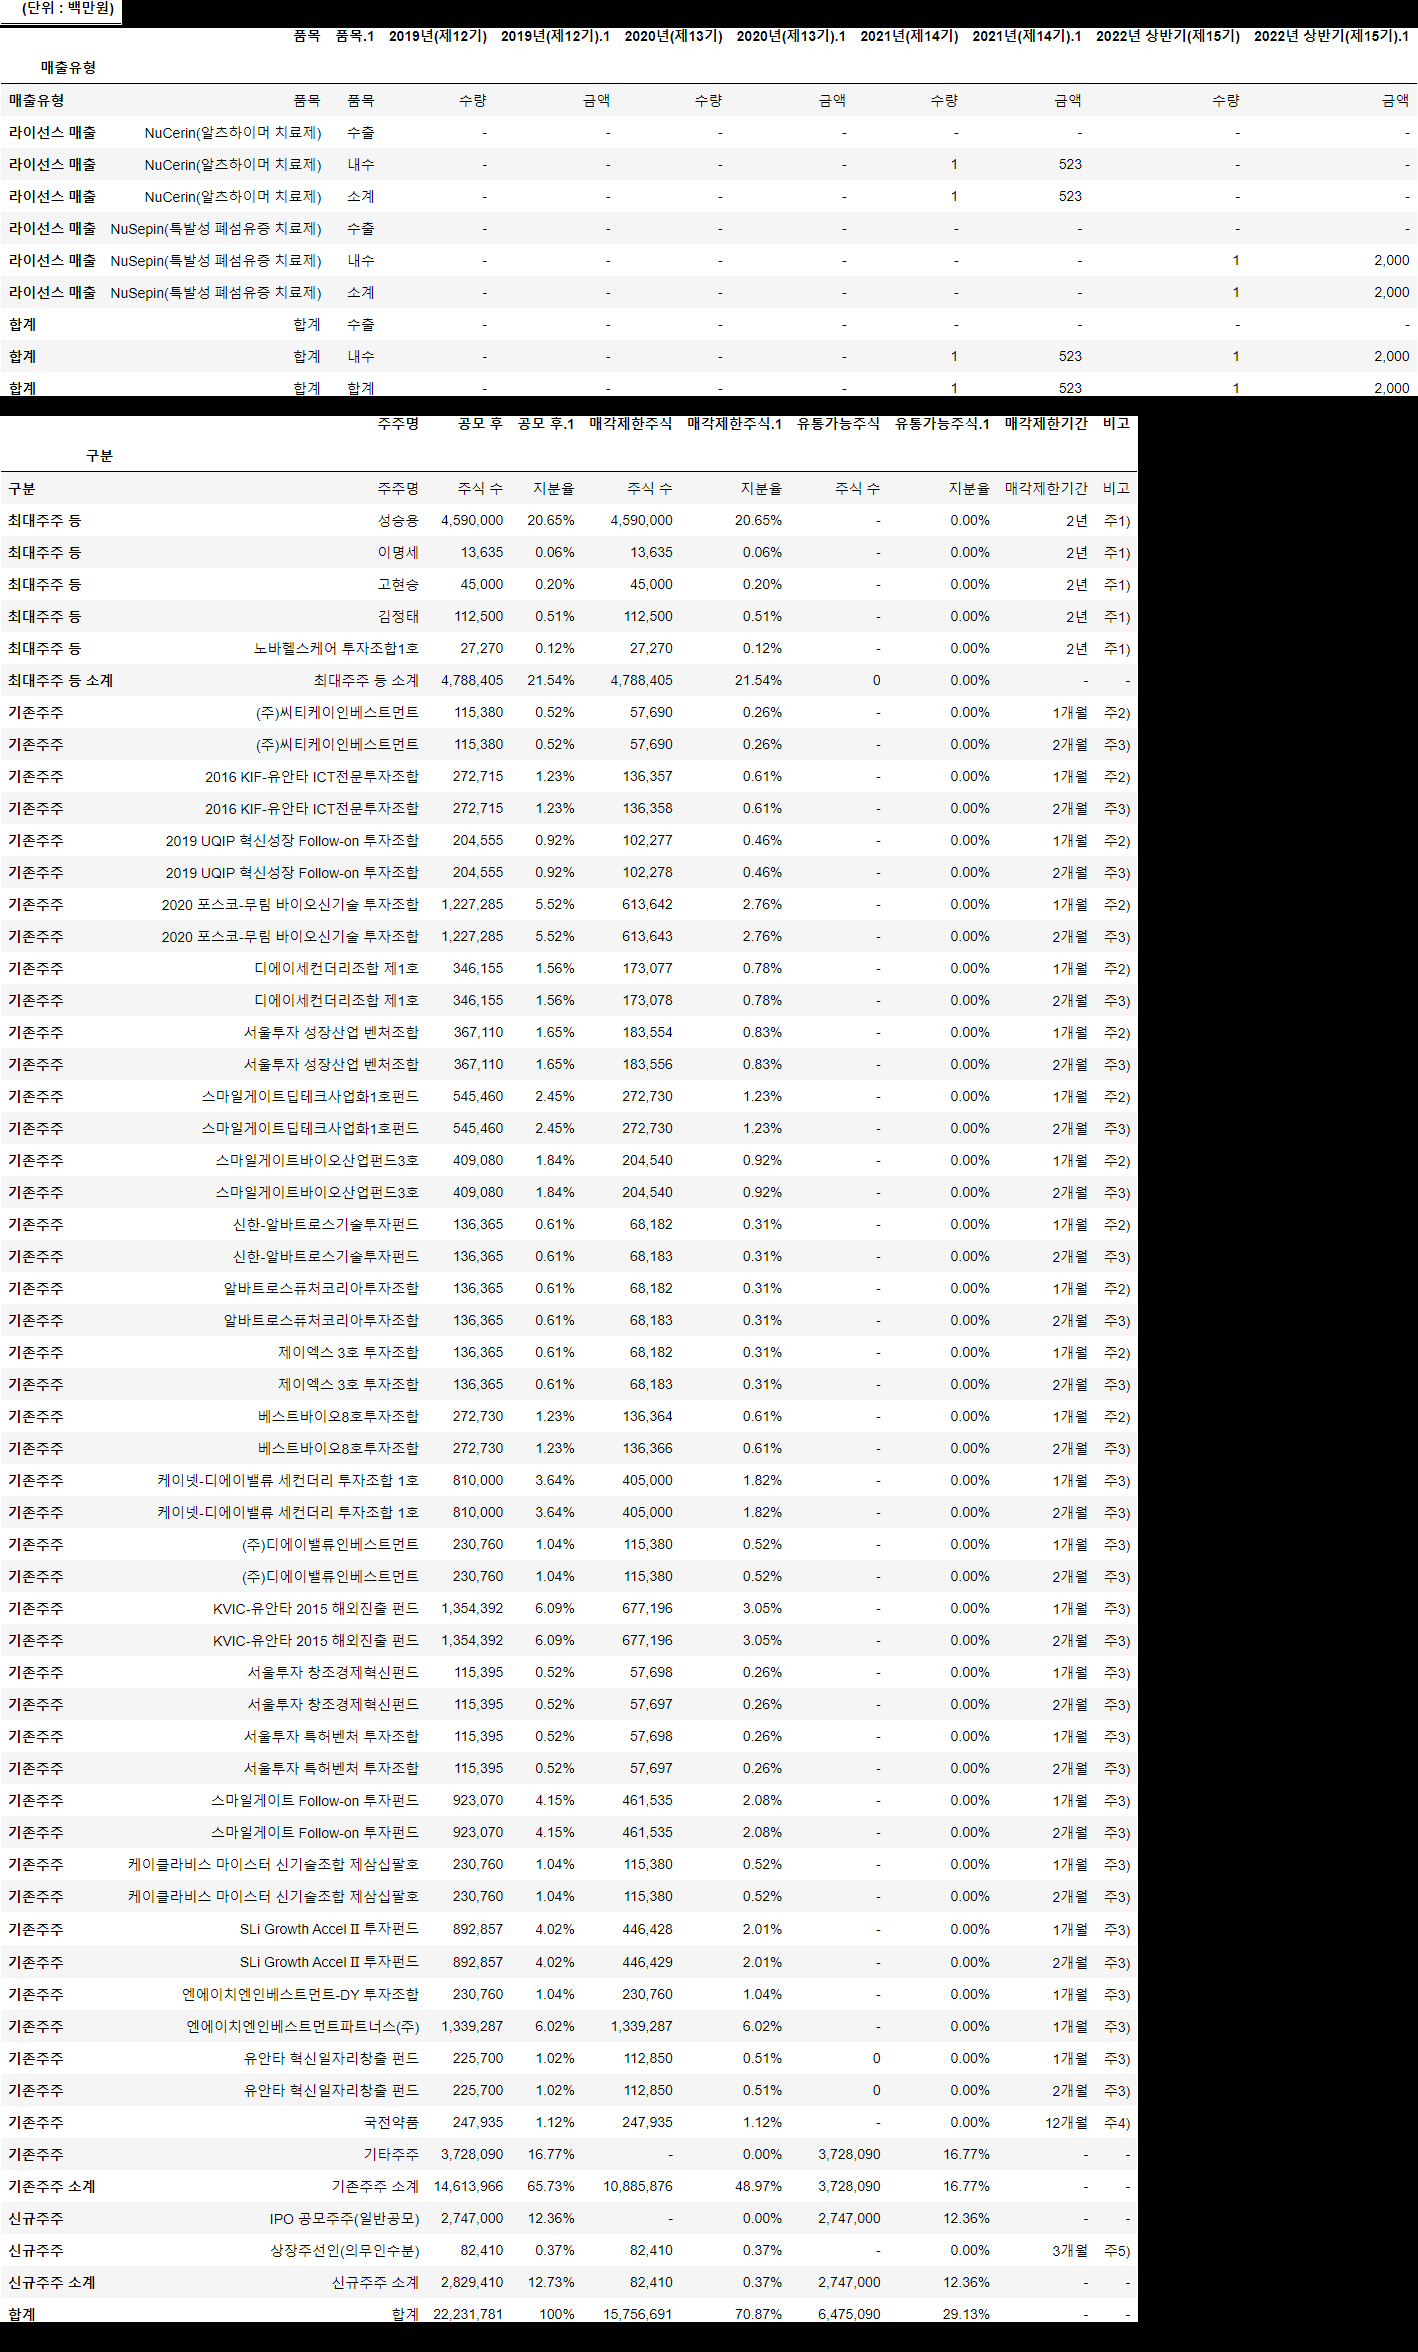 (단위 : 백만원)
품목 품목.1 2019년(제12기) 2019년(제12기).1 2020년(제13기) 2020년(제13기).1 2021년(제14기) 2021년(제14기).1 2022년 상반기(제15기) 2022년 상반기(제15기).1
매출유형
매출유형 품목 품목 수량 금액 수량 금액 수량 금액 수량 금액
라이선스 매출 NuCerin(알츠하이머 치료제) 수출 - - - - - - - -
라이선스 매출 NuCerin(알츠하이머 치료제) 내수 - - - - 1 523 - -
라이선스 매출 NuCerin(알츠하이머 치료제) 소계 - - - - 1 523 - -
라이선스 매출 NuSepin(특발성 폐섬유증 치료제) 수출 - - - - - - - -
라이선스 매출 NuSepin(특발성 폐섬유증 치료제) 내수 - - - - - - 1 2,000
라이선스 매출 NuSepin(특발성 폐섬유증 치료제) 소계 - - - - - - 1 2,000
합계 합계 수출 - - - - - - - -
합계 합계 내수 - - - - 1 523 1 2,000
합계 합계 합계 - - - - 1 523 1 2,000
주주명 공모 후 공모 후.1 매각제한주식 매각제한주식.1 유통가능주식 유통가능주식.1 매각제한기간 비고
구분
구분 주주명 주식 수 지분율 주식 수 지분율 주식 수 지분율 매각제한기간 비고
최대주주 등 성승용 4,590,000 20.65% 4,590,000 20.65% - 0.00% 2년 주1)
최대주주 등 이명세 13,635 0.06% 13,635 0.06% - 0.00% 2년 주1)
최대주주 등 고현승 45,000 0.20% 45,000 0.20% - 0.00% 2년 주1)
최대주주 등 김정태 112,500 0.51% 112,500 0.51% - 0.00% 2년 주1)
최대주주 등 노바헬스케어 투자조합1호 27,270 0.12% 27,270 0.12% - 0.00% 2년 주1)
최대주주 등 소계 최대주주 등 소계 4,788,405 21.54% 4,788,405 21.54% 0 0.00% - -
기존주주 (주)씨티케이인베스트먼트 115,380 0.52% 57,690 0.26% - 0.00% 1개월 주2)
기존주주 (주)씨티케이인베스트먼트 115,380 0.52% 57,690 0.26% - 0.00% 2개월 주3)
기존주주 2016 KIF-유안타 ICT전문투자조합 272,715 1.23% 136,357 0.61% - 0.00% 1개월 주2)
기존주주 2016 KIF-유안타 ICT전문투자조합 272,715 1.23% 136,358 0.61% - 0.00% 2개월 주3)
기존주주 2019 UQIP 혁신성장 Follow-on 투자조합 204,555 0.92% 102,277 0.46% - 0.00% 1개월 주2)
기존주주 2019 UQIP 혁신성장 Follow-on 투자조합 204,555 0.92% 102,278 0.46% - 0.00% 2개월 주3)
기존주주 2020 포스코-무림 바이오신기술 투자조합 1,227,285 5.52% 613,642 2.76% - 0.00% 1개월 주2)
기존주주 2020 포스코-무림 바이오신기술 투자조합 1,227,285 5.52% 613,643 2.76% - 0.00% 2개월 주3)
기존주주 디에이세컨더리조합 제1호 346,155 1.56% 173,077 0.78% - 0.00% 1개월 주2)
기존주주 디에이세컨더리조합 제1호 346,155 1.56% 173,078 0.78% - 0.00% 2개월 주3)
기존주주 서울투자 성장산업 벤처조합 367,110 1.65% 183,554 0.83% - 0.00% 1개월 주2)
기존주주 서울투자 성장산업 벤처조합 367,110 1.65% 183,556 0.83% - 0.00% 2개월 주3)
기존주주 스마일게이트딥테크사업화1호펀드 545,460 2.45% 272,730 1.23% - 0.00% 1개월 주2)
기존주주 스마일게이트딥테크사업화1호펀드 545,460 2.45% 272,730 1.23% - 0.00% 2개월 주3)
기존주주 스마일게이트바이오산업펀드3호 409,080 1.84% 204,540 0.92% - 0.00% 1개월 주2)
기존주주 스마일게이트바이오산업펀드3호 409,080 1.84% 204,540 0.92% - 0.00% 2개월 주3)
기존주주 신한-알바트로스기술투자펀드 136,365 0.61% 68,182 0.31% - 0.00% 1개월 주2)
기존주주 신한-알바트로스기술투자펀드 136,365 0.61% 68,183 0.31% - 0.00% 2개월 주3)
기존주주 알바트로스퓨처코리아투자조합 136,365 0.61% 68,182 0.31% - 0.00% 1개월 주2)
기존주주 알바트로스퓨처코리아투자조합 136,365 0.61% 68,183 0.31% - 0.00% 2개월 주3)
기존주주 제이엑스 3호 투자조합 136,365 0.61% 68,182 0.31% - 0.00% 1개월 주2)
기존주주 제이엑스 3호 투자조합 136,365 0.61% 68,183 0.31% - 0.00% 2개월 주3)
기존주주 베스트바이오8호투자조합 272,730 1.23% 136,364 0.61% - 0.00% 1개월 주2)
기존주주 베스트바이오8호투자조합 272,730 1.23% 136,366 0.61% - 0.00% 2개월 주3)
기존주주 케이넷-디에이밸류 세컨더리 투자조합 1호 810,000 3.64% 405,000 1.82% - 0.00% 1개월 주3)
기존주주 케이넷-디에이밸류 세컨더리 투자조합 1호 810,000 3.64% 405,000 1.82% - 0.00% 2개월 주3)
기존주주 (주)디에이밸류인베스트먼트 230,760 1.04% 115,380 0.52% - 0.00% 1개월 주3)
기존주주 (주)디에이밸류인베스트먼트 230,760 1.04% 115,380 0.52% - 0.00% 2개월 주3)
기존주주 KVIC-유안타 2015 해외진출 펀드 1,354,392 6.09% 677,196 3.05% - 0.00% 1개월 주3)
기존주주 KVIC-유안타 2015 해외진출 펀드 1,354,392 6.09% 677,196 3.05% - 0.00% 2개월 주3)
기존주주 서울투자 창조경제혁신펀드 115,395 0.52% 57,698 0.26% - 0.00% 1개월 주3)
기존주주 서울투자 창조경제혁신펀드 115,395 0.52% 57,697 0.26% - 0.00% 2개월 주3)
기존주주 서울투자 특허벤처 투자조합 115,395 0.52% 57,698 0.26% - 0.00% 1개월 주3)
기존주주 서울투자 특허벤처 투자조합 115,395 0.52% 57,697 0.26% - 0.00% 2개월 주3)
기존주주 스마일게이트 Follow-on 투자펀드 923,070 4.15% 461,535 2.08% - 0.00% 1개월 주3)
기존주주 스마일게이트 Follow-on 투자펀드 923,070 4.15% 461,535 2.08% - 0.00% 2개월 주3)
기존주주 케이클라비스 마이스터 신기술조합 제삼십팔호 230,760 1.04% 115,380 0.52% - 0.00% 1개월 주3)
기존주주 케이클라비스 마이스터 신기술조합 제삼십팔호 230,760 1.04% 115,380 0.52% - 0.00% 2개월 주3)
기존주주 SLi Growth Accel II 투자펀드 892,857 4.02% 446,428 2.01% - 0.00% 1개월 주3)
기존주주 SLi Growth Accel II 투자펀드 892,857 4.02% 446,429 2.01% - 0.00% 2개월 주3)
기존주주 엔에이치엔인베스트먼트-DY 투자조합 230,760 1.04% 230,760 1.04% - 0.00% 1개월 주3)
기존주주 엔에이치엔인베스트먼트파트너스(주) 1,339,287 6.02% 1,339,287 6.02% - 0.00% 1개월 주3)
기존주주 유안타 혁신일자리창출 펀드 225,700 1.02% 112,850 0.51% 0 0.00% 1개월 주3)
기존주주 유안타 혁신일자리창출 펀드 225,700 1.02% 112,850 0.51% 0 0.00% 2개월 주3)
기존주주 국전약품 247,935 1.12% 247,935 1.12% - 0.00% 12개월 주4)
기존주주 기타주주 3,728,090 16.77% - 0.00% 3,728,090 16.77% - -
기존주주 소계 기존주주 소계 14,613,966 65.73% 10,885,876 48.97% 3,728,090 16.77% - -
신규주주 IPO 공모주주(일반공모) 2,747,000 12.36% - 0.00% 2,747,000 12.36% - -
신규주주 상장주선인(의무인수분) 82,410 0.37% 82,410 0.37% - 0.00% 3개월 주5)
신규주주 소계 신규주주 소계 2,829,410 12.73% 82,410 0.37% 2,747,000 12.36% - -
합계 합계 22,231,781 100% 15,756,691 70.87% 6,475,090 29.13% - -